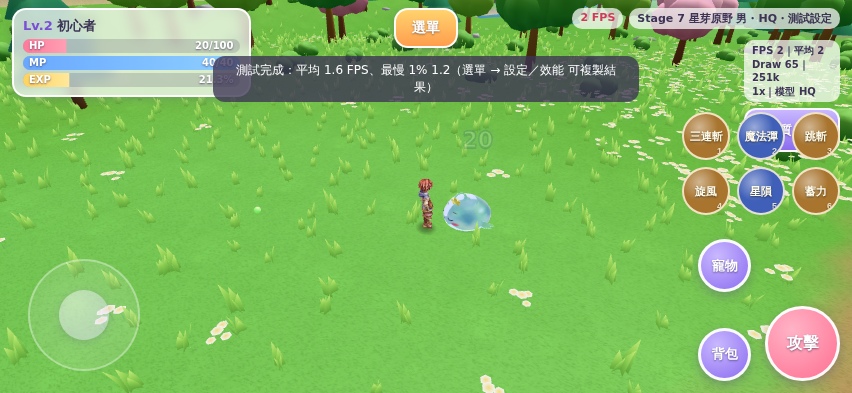 Lv.2 初心者
HP 20/100
MP 40/40
EXP
選單
2 FPS
Stage 7 星芽原野 男・HQ・測試設定
FPS 2｜平均 2
Draw 65｜
251k
1x｜模型 HQ
測試完成：平均 1.6 FPS、最慢 1% 1.2（選單 → 設定／效能 可複製結
果）
20
三連斬 1
魔法彈 2
跳斬 3
旋風 4
星隕 5
蓄力 6
寵物
背包
攻擊